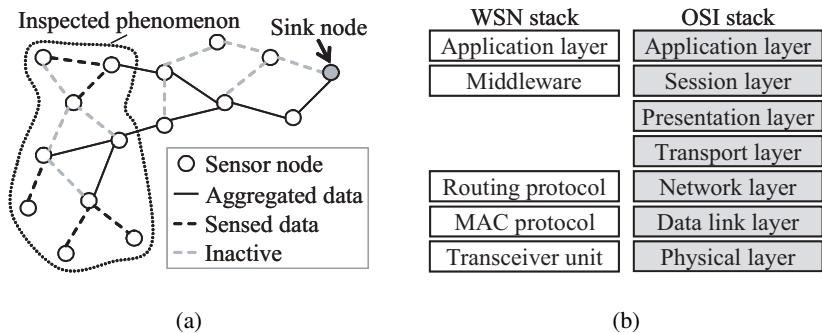 Inspected phenomenon
Sink node
Sensor node
Aggregated data
Sensed data
Inactive
(a)
WSN stack OSI stack
Application layer Application layer
Middleware Session layer
Presentation layer
Transport layer
Routing protocol Network layer
MAC protocol Data link layer
Transceiver unit Physical layer
(b)